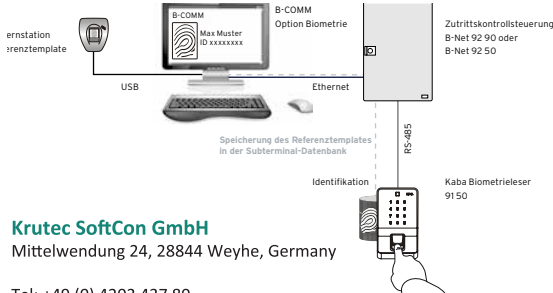 B-COMM
Option Biometrie
B-COMM
Max Muster
ID xxxxxxxx
ernstation
erenztemplate
Zutrittskontrollsteuerung
B-Net 92 90 oder
B-Net 92 50
USB
Ethernet
RS-485
Speicherung des Referenztemplates
in der Subterminal-Datenbank
Identifikation
Kaba Biometrieleser
91 50
Krutec SoftCon GmbH
Mittelwendung 24, 28844 Weyhe, Germany